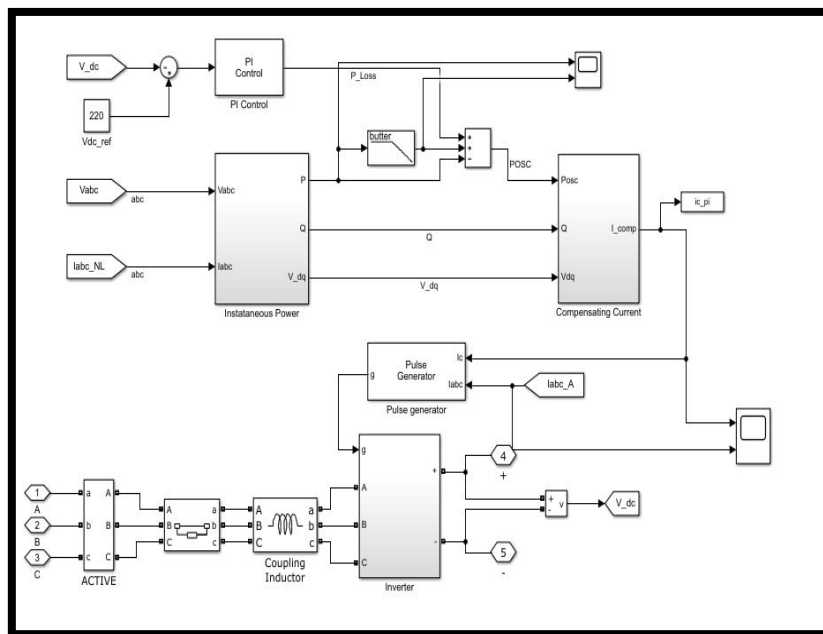 V_dc
PI
Control
PI Control
P_Loss
220
Vdc_ref
butter
POSC
Vabc
abc
Iabc_NL
abc
Vabc
Iabc
P
Q
V_dq
Instataneous Power
Q
V_dq
Posc
Q
Vdq
I_comp
Compensating Current
ic_pi
Pulse
Generator
g
Ic
Iabc
Pulse generator
Iabc_A
1
A
2
B
3
C
a
b
c
A
B
C
ACTIVE
A
B
C
a
b
c
A
B
C
a
b
c
Coupling
Inductor
g
A
B
C
+
-
Inverter
4
+
5
-
+
-
v
V_dc